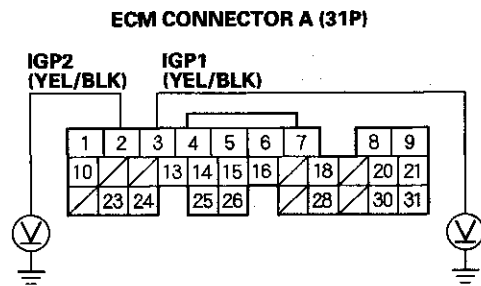 ECM CONNECTOR A (31P)
IGP2 IGP1
(YEL/BLK) (YEL/BLK)
1 2 3 4 5 6 7 8 9
10 13 14 15 16 18 20 21
23 24 25 26 28 30 31
V V